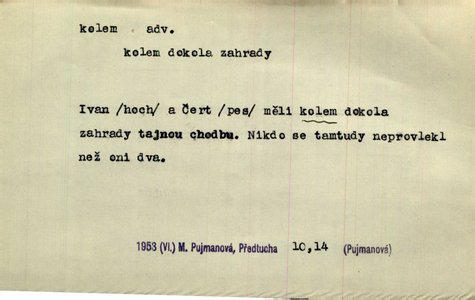 kolem adv.
kolem dokola zahrady
Ivan /hoch/ a čert /pes/ měli kolem dokola
zahrady tajnou chodbu. Nikdo se tamtudy neprovlekl
než oni dva.
1953 (VI.) M. Pujmanová, Předtucha 10,14 (Pujmanová)